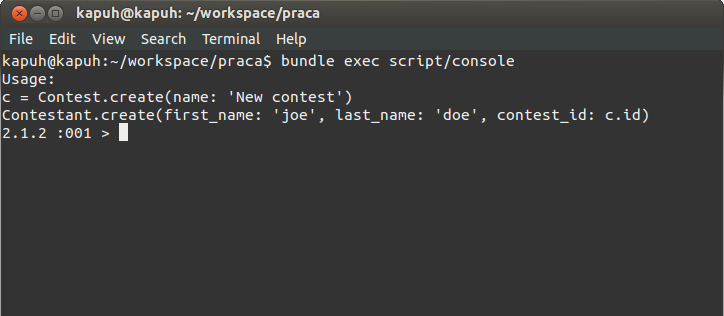 kapuh@kapuh: ~/workspace/praca
File Edit View Search Terminal Help
kapuh@kapuh:~/workspace/praca$ bundle exec script/console
Usage:
c = Contest.create(name: 'New contest')
Contestant.create(first_name: 'joe', last_name: 'doe', contest_id: c.id)
2.1.2 :001 >